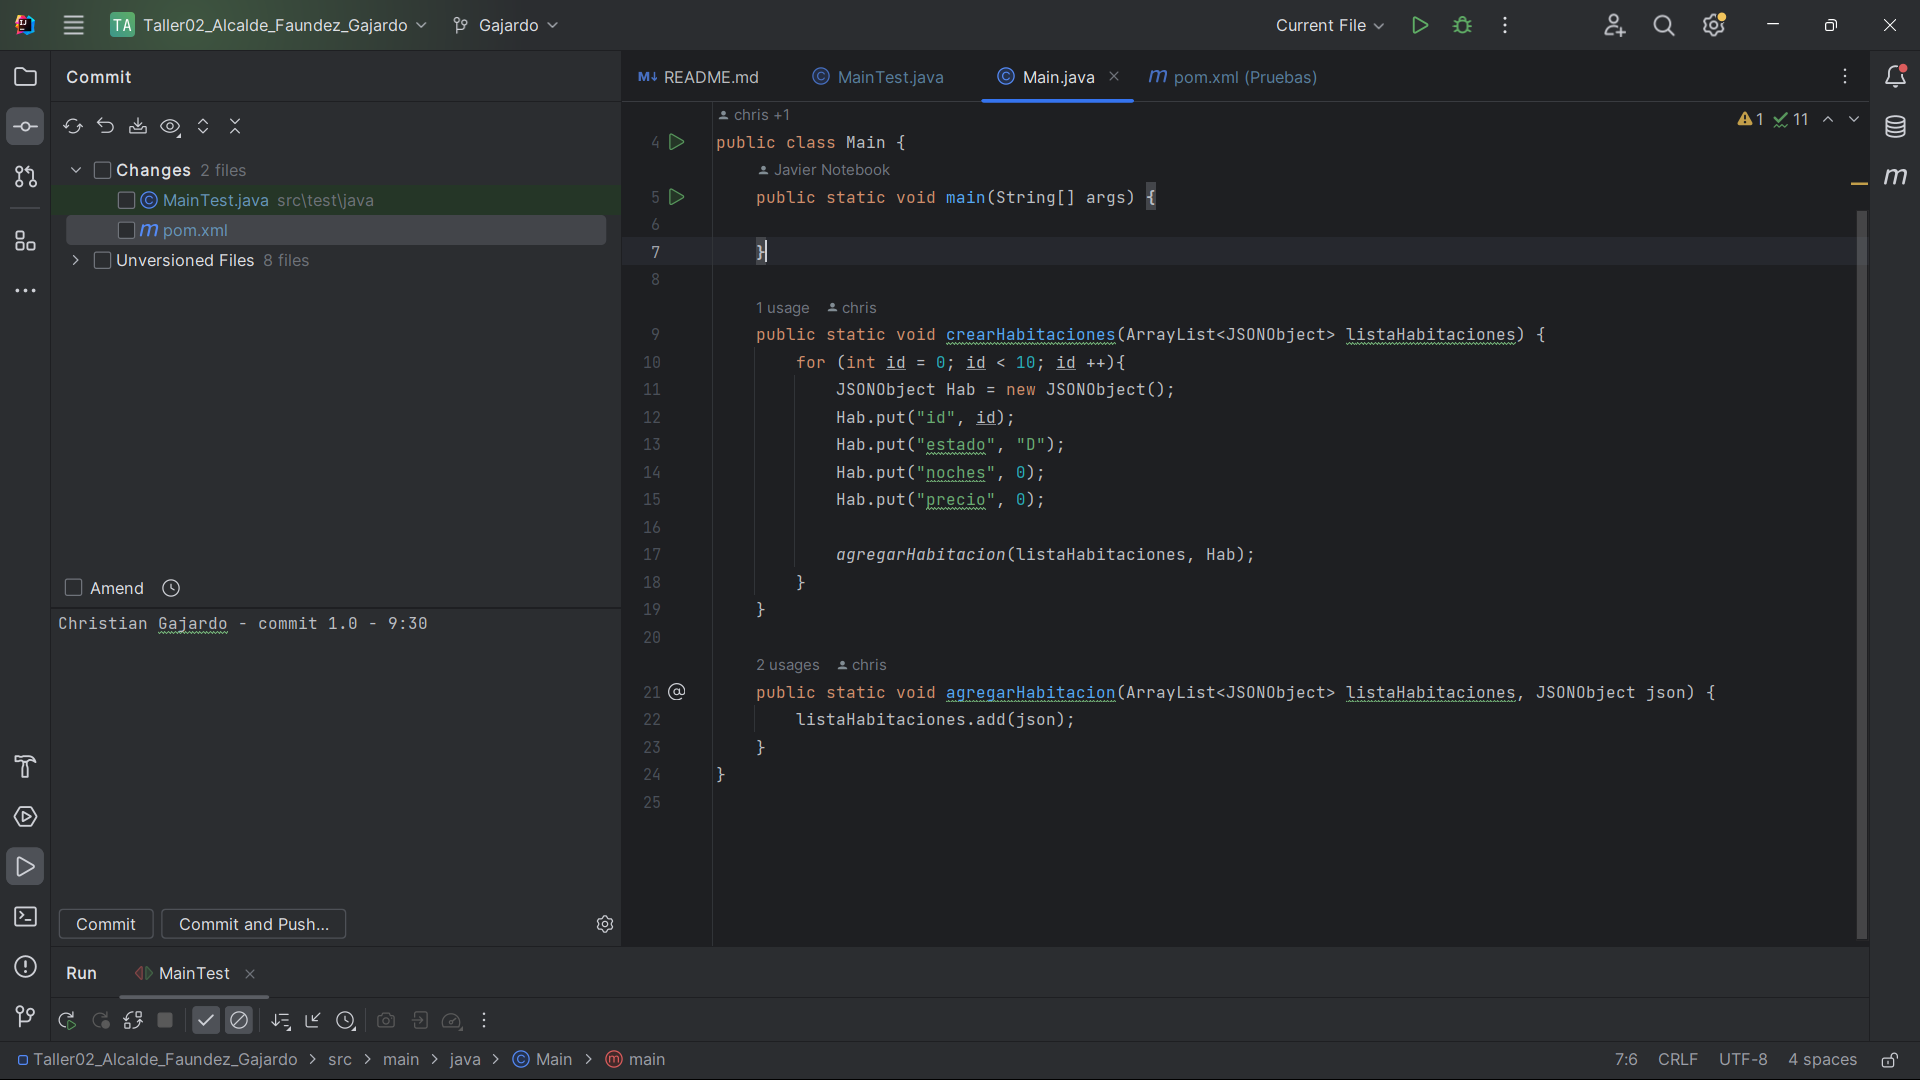 TA Taller02_Alcalde_Faundez_Gajardo Gajardo Current File
Commit
README.md MainTest.java Main.java pom.xml (Pruebas)
Changes 2 files
MainTest.java src\test\java
pom.xml
Unversioned Files 8 files
Amend
Christian Gajardo - commit 1.0 - 9:30
Commit Commit and Push...
1 11
chris +1
4 public class Main {
Javier Notebook
5 public static void main(String[] args) {
6
7 }
8
1 usage chris
9 public static void crearHabitaciones(ArrayList<JSONObject> listaHabitaciones) {
10 for (int id = 0; id < 10; id ++){
11 JSONObject Hab = new JSONObject();
12 Hab.put("id", id);
13 Hab.put("estado", "D");
14 Hab.put("noches", 0);
15 Hab.put("precio", 0);
16
17 agregarHabitacion(listaHabitaciones, Hab);
18 }
19 }
20
2 usages chris
21 public static void agregarHabitacion(ArrayList<JSONObject> listaHabitaciones, JSONObject json) {
22 listaHabitaciones.add(json);
23 }
24 }
25
Run MainTest
Taller02_Alcalde_Faundez_Gajardo > src > main > java > Main > main 7:6 CRLF UTF-8 4 spaces